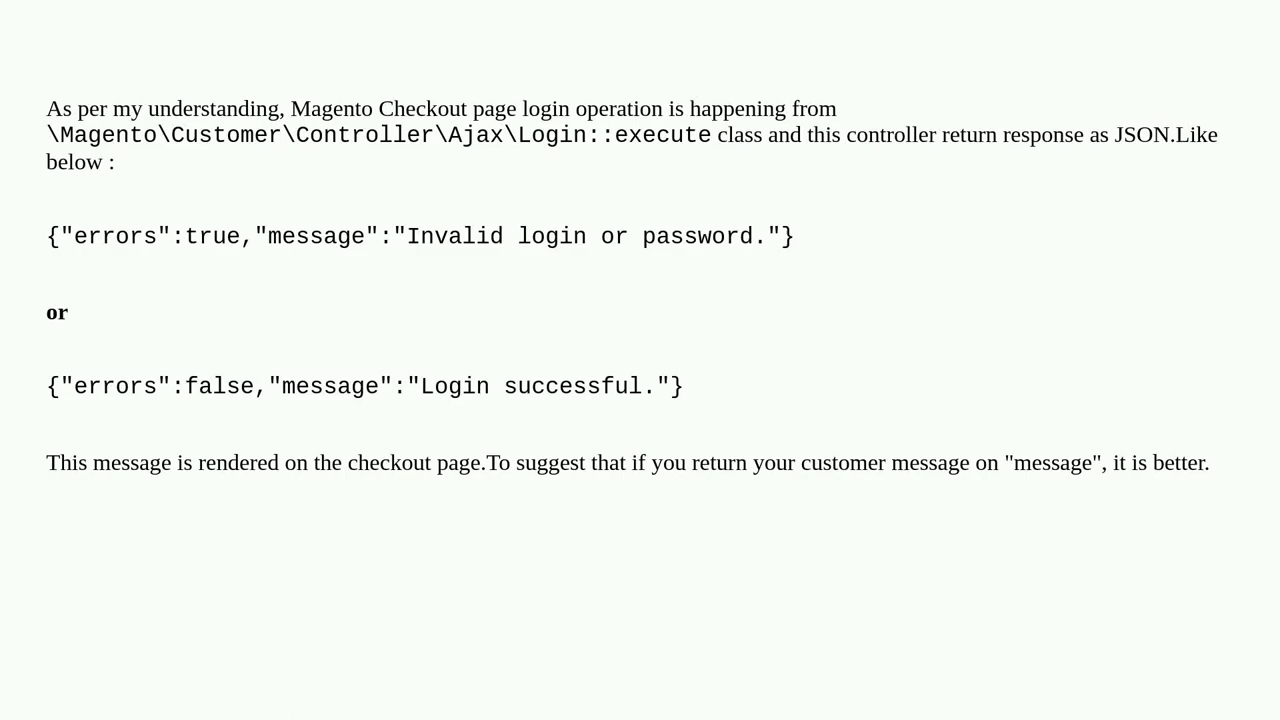 As per my understanding, Magento Checkout page login operation is happening from
\Magento\Customer\Controller\Ajax\Login::execute class and this controller return response as JSON.Like
below :
{"errors":true,"message":"Invalid login or password."}
or
{"errors":false,"message":"Login successful."}
This message is rendered on the checkout page.To suggest that if you return your customer message on "message", it is better.